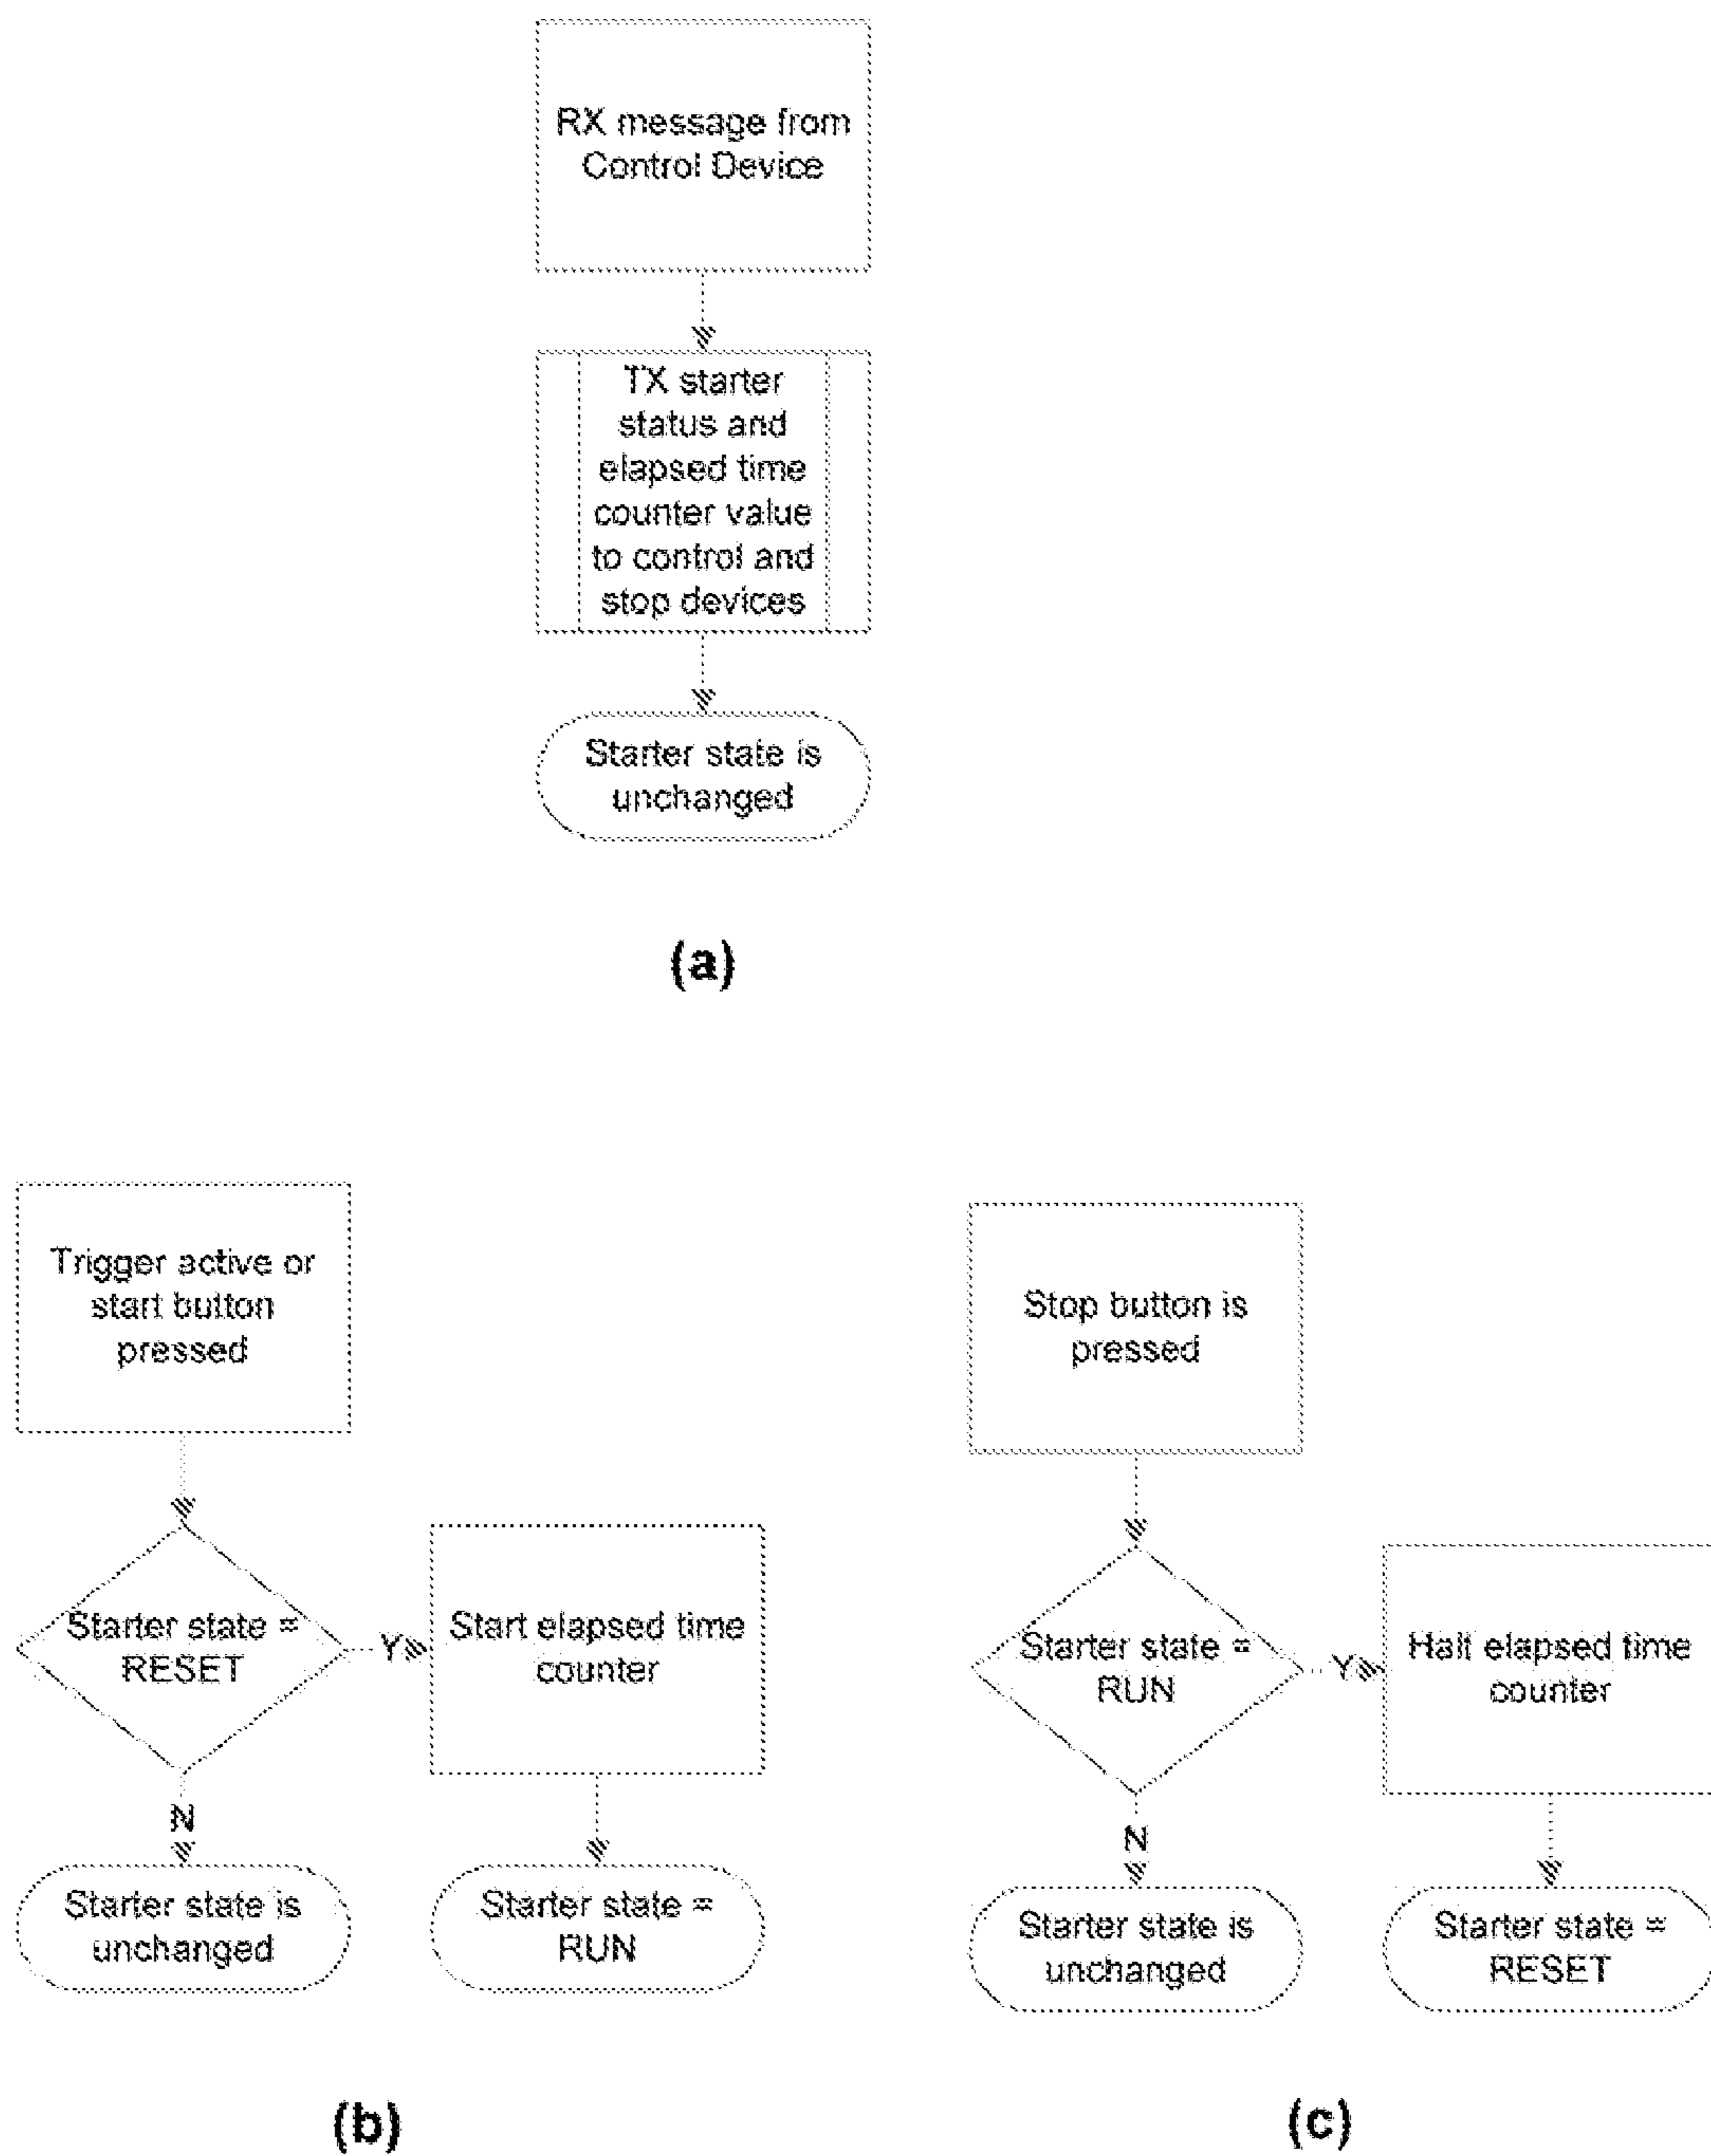 RX message from
Control Device
TX starter
status and
elapsed time
counter value
to control and
stop devices
Starter state is
unchanged
(a)
Trigger active or
start button
pressed
Starter state =
RESET
Y
Start elapsed time
counter
N
Starter state is
unchanged
Starter state =
RUN
(b)
Stop button is
pressed
Starter state =
RUN
Y
Halt elapsed time
counter
N
Starter state is
unchanged
Starter state =
RESET
(c)